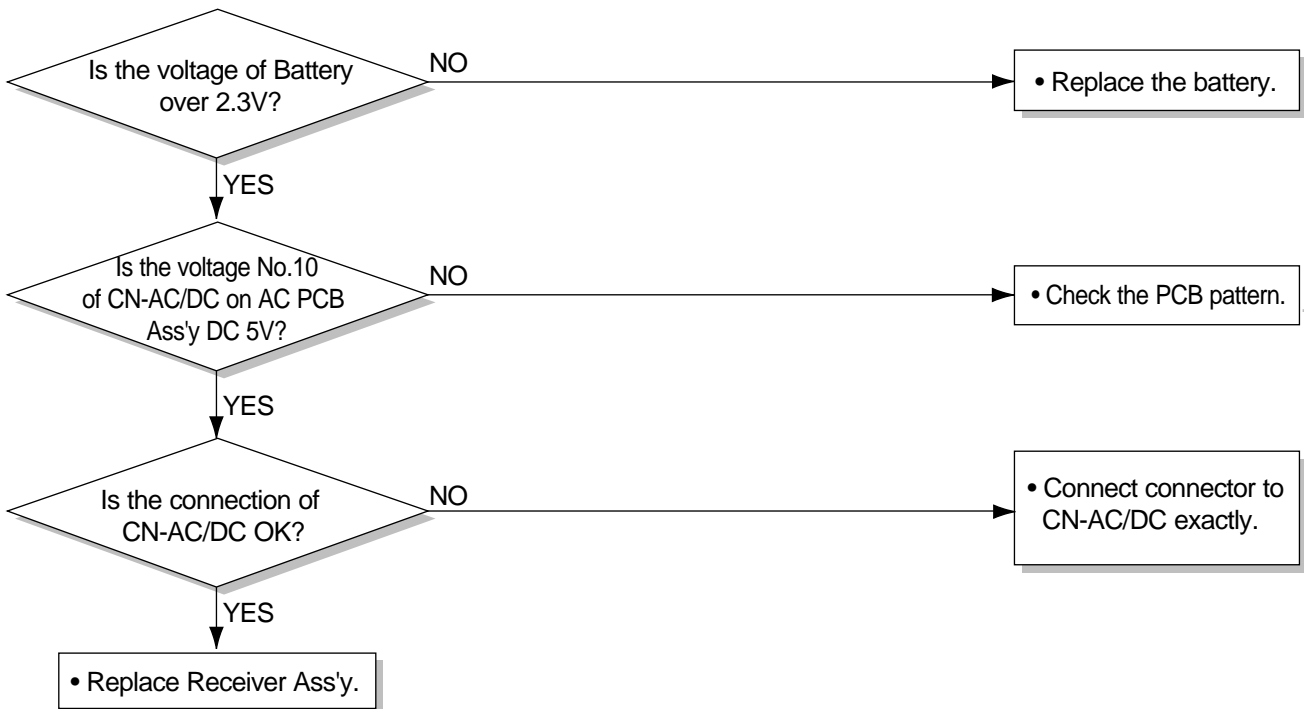 Is the voltage of Battery
over 2.3V?
NO
• Replace the battery.
YES
Is the voltage No.10
of CN-AC/DC on AC PCB
Ass'y DC 5V?
NO
• Check the PCB pattern.
YES
Is the connection of
CN-AC/DC OK?
NO
• Connect connector to
CN-AC/DC exactly.
YES
• Replace Receiver Ass'y.